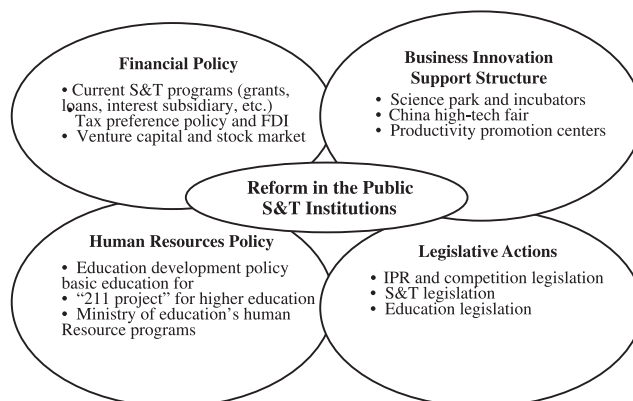 Financial Policy
• Current S&T programs (grants,
loans, interest subsidiary, etc.)
• Tax preference policy and FDI
• Venture capital and stock market
Business Innovation
Support Structure
• Science park and incubators
• China high-tech fair
• Productivity promotion centers
Reform in the Public
S&T Institutions
Human Resources Policy
• Education development policy
basic education for
• “211 project” for higher education
• Ministry of education’s human
Resource programs
Legislative Actions
• IPR and competition legislation
• S&T legislation
• Education legislation